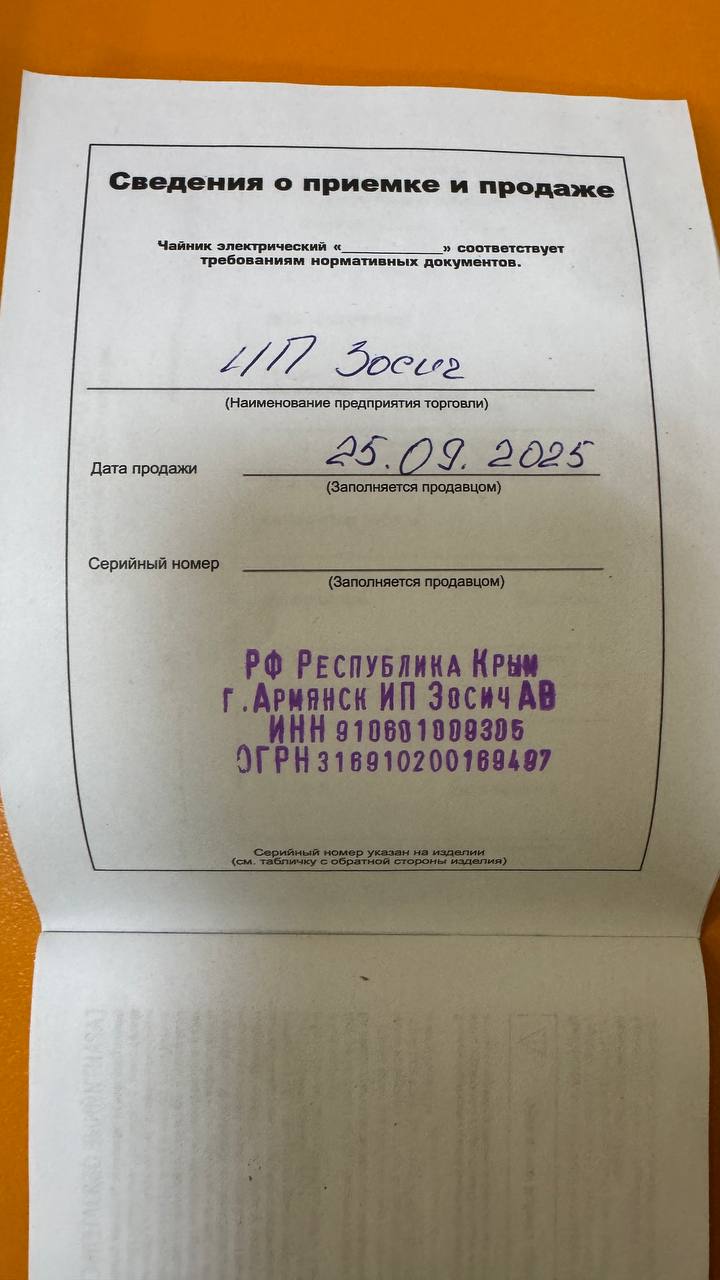 Сведения о приемке и продаже
Чайник электрический «__________» соответствует
требованиям нормативных документов.
ИП Зосич
(Наименование предприятия торговли)
Дата продажи 25.09.2025
(Заполняется продавцом)
Серийный номер
(Заполняется продавцом)
РФ Республика Крым
г.Армянск ИП Зосич АВ
ИНН 910601009305
ОГРН 316910200169497
Серийный номер указан на изделии
(см. табличку с обратной стороны изделия)